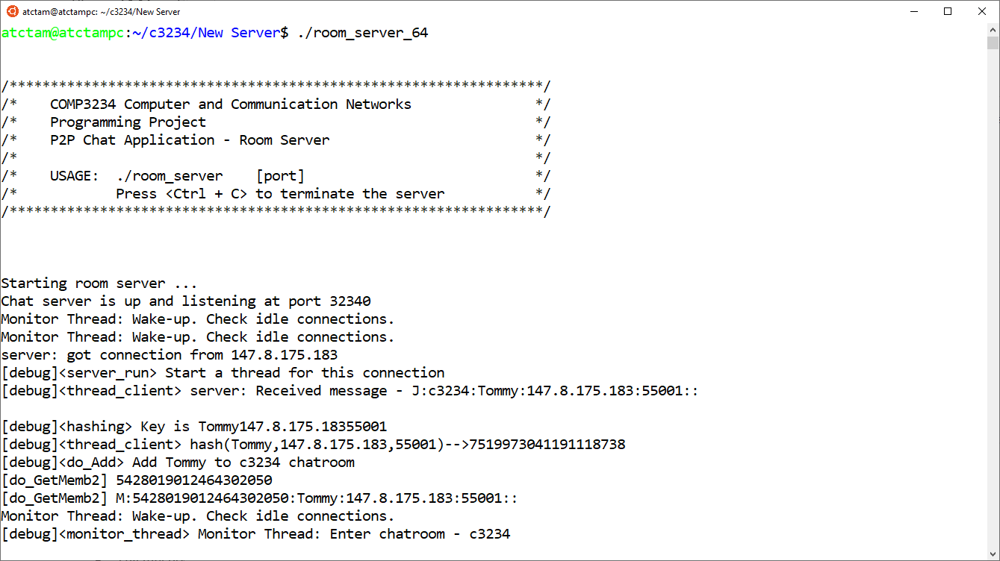 atctam@atctampc: ~/c3234/New Server
atctam@atctampc:~/c3234/New Server$ ./room_server_64
/*****************************************************************/
/*    COMP3234 Computer and Communication Networks               */
/*    Programming Project                                        */
/*    P2P Chat Application - Room Server                         */
/*                                                               */
/*    USAGE:  ./room_server    [port]                            */
/*            Press <Ctrl + C> to terminate the server           */
/*****************************************************************/
Starting room server ...
Chat server is up and listening at port 32340
Monitor Thread: Wake-up. Check idle connections.
Monitor Thread: Wake-up. Check idle connections.
server: got connection from 147.8.175.183
[debug]<server_run> Start a thread for this connection
[debug]<thread_client> server: Received message - J:c3234:Tommy:147.8.175.183:55001::
[debug]<hashing> Key is Tommy147.8.175.18355001
[debug]<thread_client> hash(Tommy,147.8.175.183,55001)-->7519973041191118738
[debug]<do_Add> Add Tommy to c3234 chatroom
[do_GetMemb2] 5428019012464302050
[do_GetMemb2] M:5428019012464302050:Tommy:147.8.175.183:55001::
Monitor Thread: Wake-up. Check idle connections.
[debug]<monitor_thread> Monitor Thread: Enter chatroom - c3234